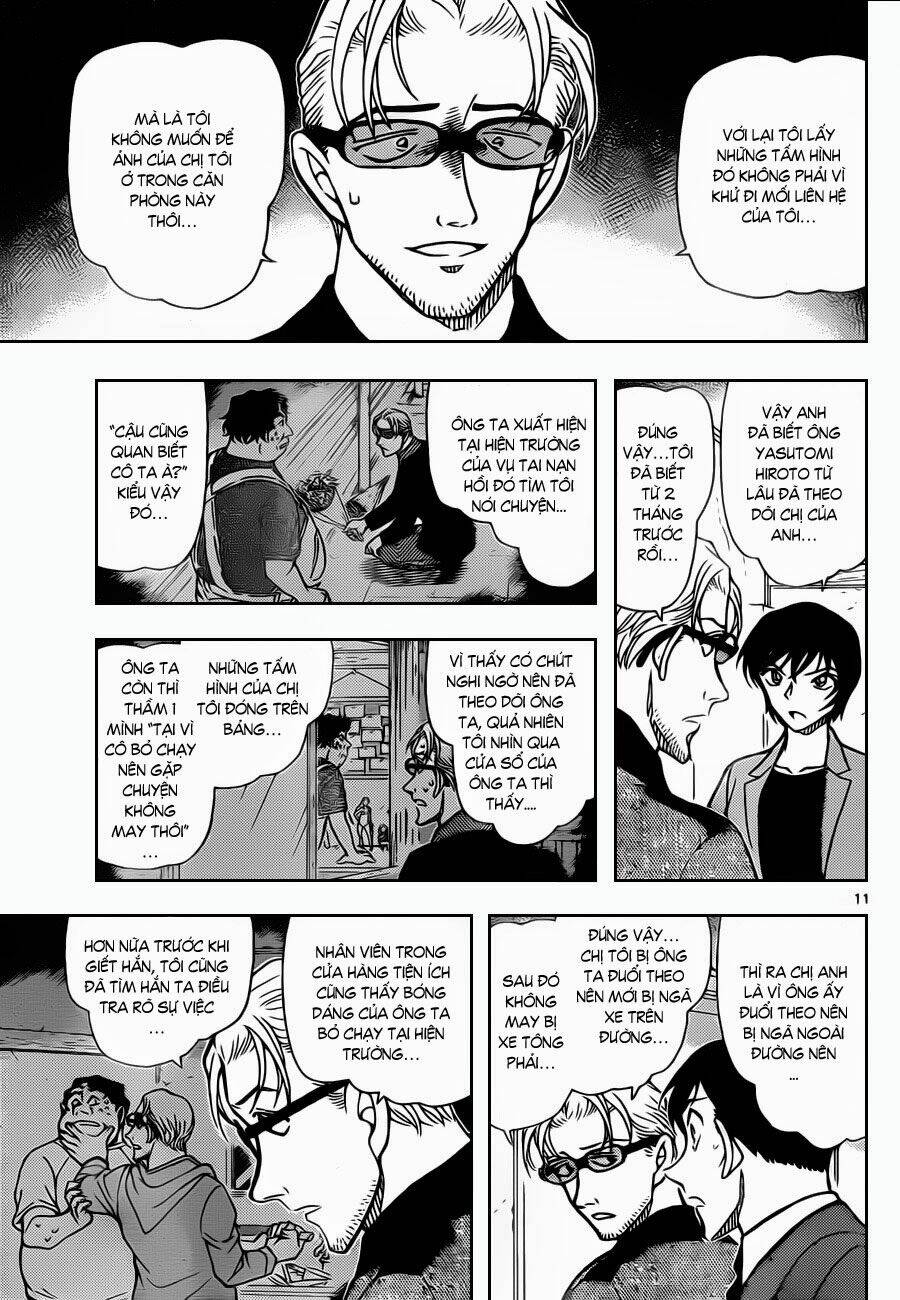 VỚI LẠI TÔI LẤY
NHỮNG TẤM HÌNH
ĐÓ KHÔNG PHẢI VÌ
KHỬ ĐI MỐI LIÊN HỆ
CỦA TÔI...
MÀ LÀ TÔI
KHÔNG MUỐN ĐỂ
ẢNH CỦA CHỊ TÔI
Ở TRONG CĂN
PHÒNG NÀY
THÔI...
VẬY ANH
ĐÃ BIẾT ÔNG
YASUTOMI
HIROTO TỪ
LÂU ĐÃ THEO
DÕI CHỊ CỦA
ANH...
ĐÚNG
VẬY...TÔI
ĐÃ BIẾT
TỪ 2
THÁNG
TRƯỚC
RỒI...
ÔNG TA XUẤT HIỆN
TẠI HIỆN TRƯỜNG
CỦA VỤ TAI NẠN
HỒI ĐÓ TÌM TÔI
NÓI CHUYỆN...
"CẬU CŨNG
QUEN BIẾT
CÔ TA À?"
KIỂU VẬY
ĐÓ...
VÌ THẤY CÓ CHÚT
NGHI NGỜ NÊN ĐÃ
THEO DÕI ÔNG
TA, QUẢ NHIÊN
TÔI NHÌN QUA
CỬA SỔ CỦA
ÔNG TA THÌ
THẤY....
NHỮNG TẤM
HÌNH CỦA CHỊ
TÔI ĐÓNG TRÊN
BẢNG...
ÔNG TA
CÒN THÌ
THẦM 1
MÌNH "TẠI VÌ
CÔ BỎ CHẠY
NÊN GẶP
CHUYỆN
KHÔNG
MAY THÔI"
...
11
THÌ RA CHỊ ANH
LÀ VÌ ÔNG ẤY
ĐUỔI THEO NÊN
BỊ NGÃ NGOÀI
ĐƯỜNG NÊN
...
ĐÚNG VẬY...
CHỊ TÔI BỊ ÔNG
TA ĐUỔI THEO
NÊN MỚI BỊ NGÃ
XE TRÊN
ĐƯỜNG...
SAU ĐÓ
KHÔNG
MAY BỊ
XE TÔNG
PHẢI...
NHÂN VIÊN TRONG
CỬA HÀNG TIỆN ÍCH
CŨNG THẤY BÓNG
DÁNG CỦA ÔNG TA
BỎ CHẠY TẠI HIỆN
TRƯỜNG...
HƠN NỮA TRƯỚC KHI
GIẾT HẮN, TÔI CŨNG
ĐÃ TÌM HẮN TA ĐIỀU
TRA RÕ SỰ VIỆC
...